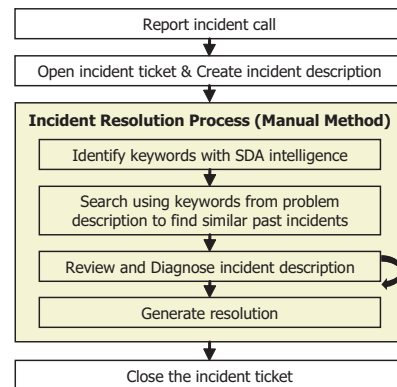 Report incident call
Open incident ticket & Create incident description
Incident Resolution Process (Manual Method)
Identify keywords with SDA intelligence
Search using keywords from problem
description to find similar past incidents
Review and Diagnose incident description
Generate resolution
Close the incident ticket